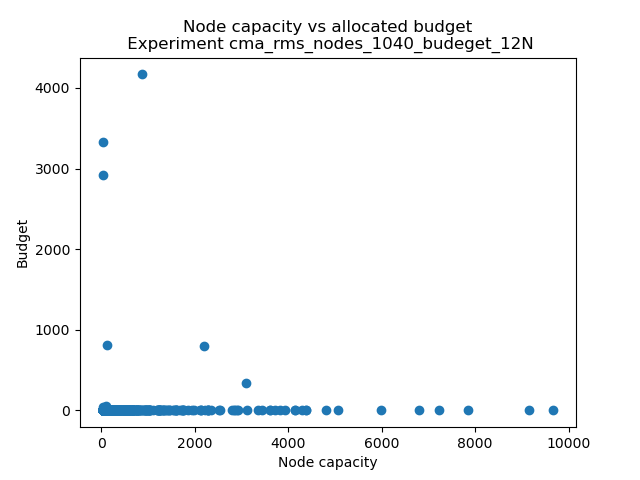 Node capacity vs allocated budget
Experiment cma_rms_nodes_1040_budeget_12N
4000
3000
2000
1000
0
Budget
0 2000 4000 6000 8000 10000
Node capacity